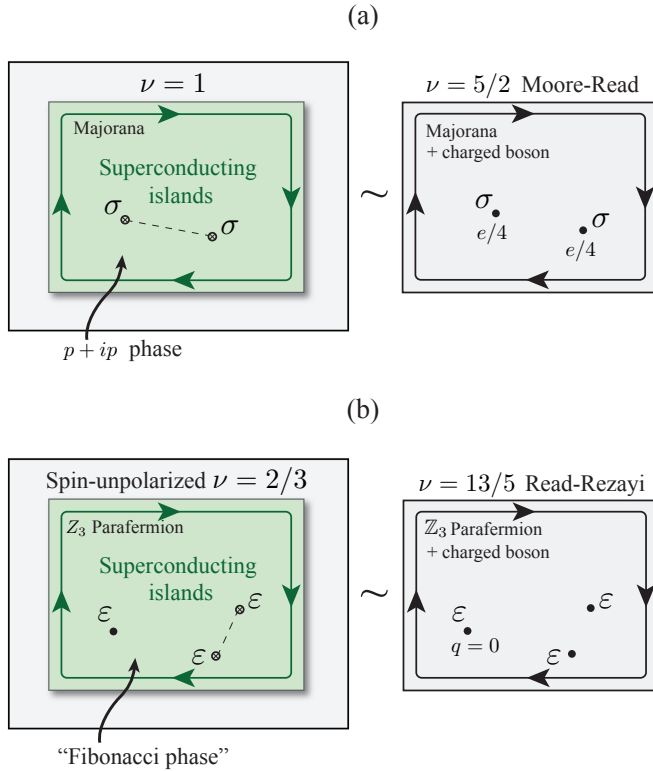 (a)
ν = 1
Majorana
Superconducting
islands
σ
σ
p + ip phase
∼
ν = 5/2 Moore-Read
Majorana
+ charged boson
σ
e/4
σ
e/4
(b)
Spin-unpolarized ν = 2/3
Z₃ Parafermion
Superconducting
islands
ε
ε
ε
“Fibonacci phase”
∼
ν = 13/5 Read-Rezayi
ℤ₃ Parafermion
+ charged boson
ε
ε
q = 0
ε